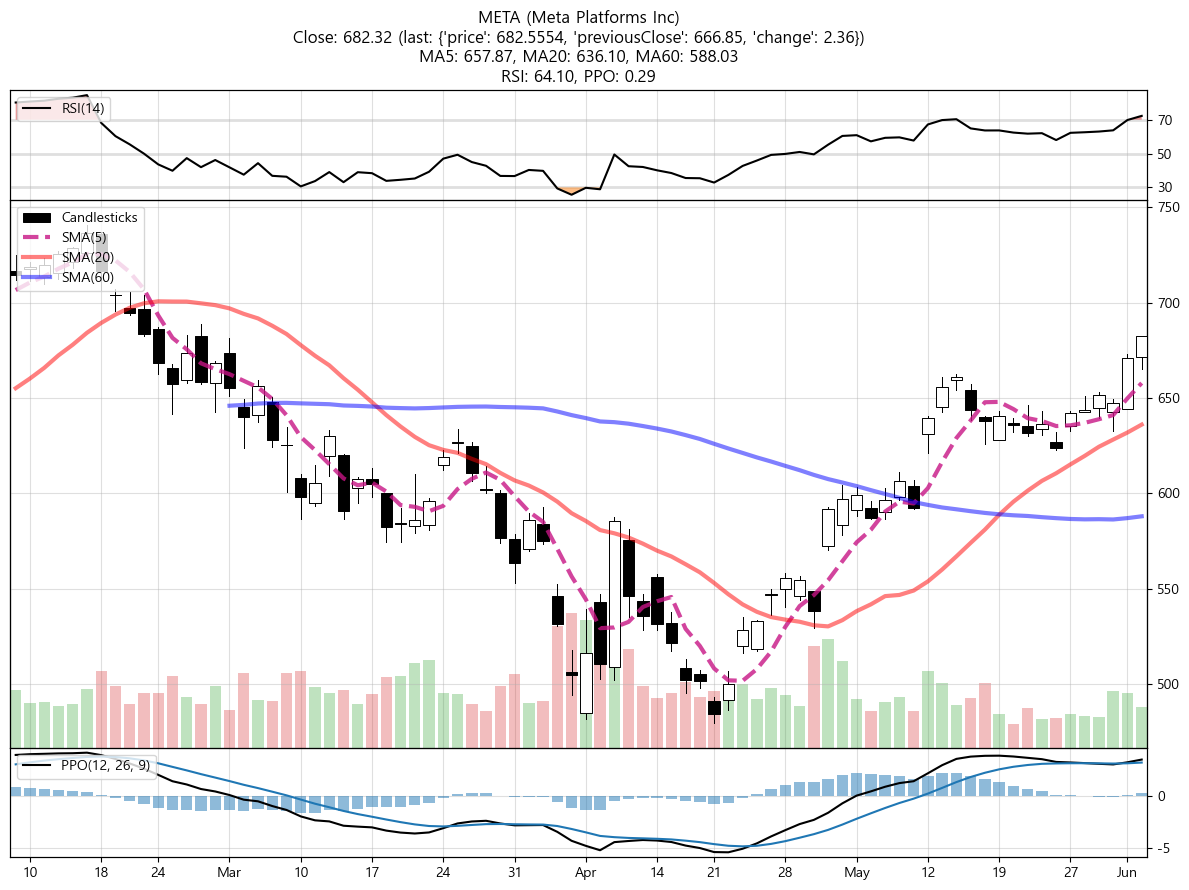 META (Meta Platforms Inc)
Close: 682.32 (last: {'price': 682.5554, 'previousClose': 666.85, 'change': 2.36})
MA5: 657.87, MA20: 636.10, MA60: 588.03
RSI: 64.10, PPO: 0.29
RSI(14)
70
50
30
Candlesticks
SMA(5)
SMA(20)
SMA(60)
750
700
650
600
550
500
PPO(12, 26, 9)
0
-5
10 18 24 Mar 10 17 24 31 Apr 14 21 28 May 12 19 27 Jun